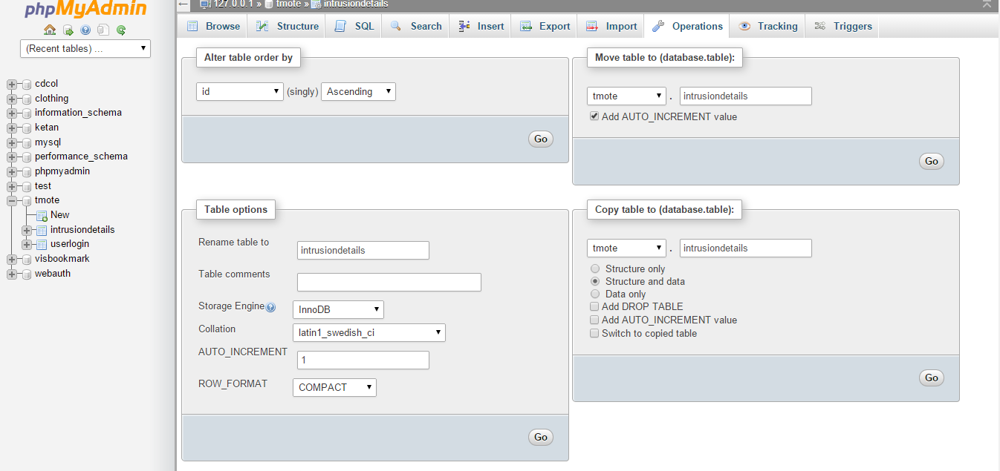 phpMyAdmin
(Recent tables) ...
cdcol
clothing
information_schema
ketan
mysql
performance_schema
phpmyadmin
test
tmote
New
intrusiondetails
userlogin
visbookmark
webauth
127.0.0.1 » tmote » intrusiondetails
Browse Structure SQL Search Insert Export Import Operations Tracking Triggers
Alter table order by
id (singly) Ascending
Go
Move table to (database.table):
tmote . intrusiondetails
Add AUTO_INCREMENT value
Go
Table options
Rename table to intrusiondetails
Table comments
Storage Engine InnoDB
Collation latin1_swedish_ci
AUTO_INCREMENT 1
ROW_FORMAT COMPACT
Go
Copy table to (database.table):
tmote . intrusiondetails
Structure only
Structure and data
Data only
Add DROP TABLE
Add AUTO_INCREMENT value
Switch to copied table
Go